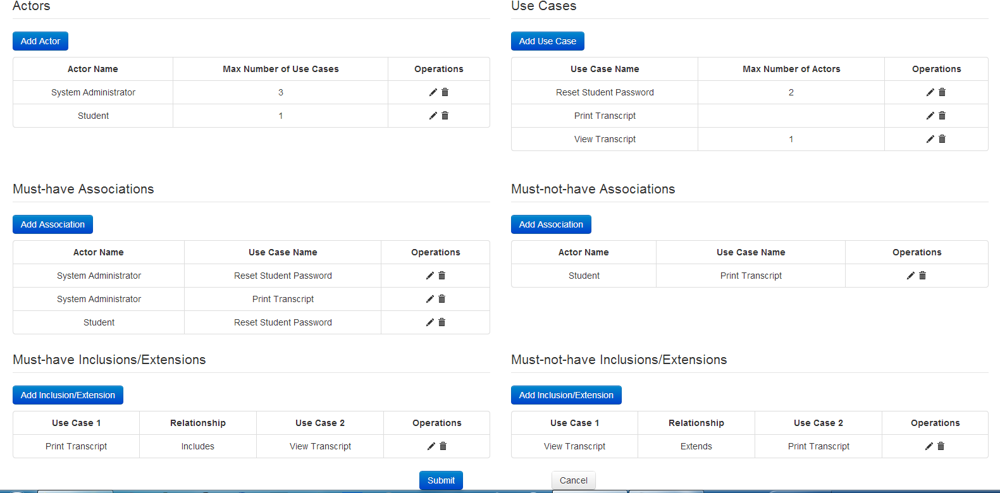 Actors
Add Actor
Actor Name Max Number of Use Cases Operations
System Administrator 3
Student 1
Use Cases
Add Use Case
Use Case Name Max Number of Actors Operations
Reset Student Password 2
Print Transcript
View Transcript 1
Must-have Associations
Add Association
Actor Name Use Case Name Operations
System Administrator Reset Student Password
System Administrator Print Transcript
Student Reset Student Password
Must-not-have Associations
Add Association
Actor Name Use Case Name Operations
Student Print Transcript
Must-have Inclusions/Extensions
Add Inclusion/Extension
Use Case 1 Relationship Use Case 2 Operations
Print Transcript Includes View Transcript
Must-not-have Inclusions/Extensions
Add Inclusion/Extension
Use Case 1 Relationship Use Case 2 Operations
View Transcript Extends Print Transcript
Submit Cancel